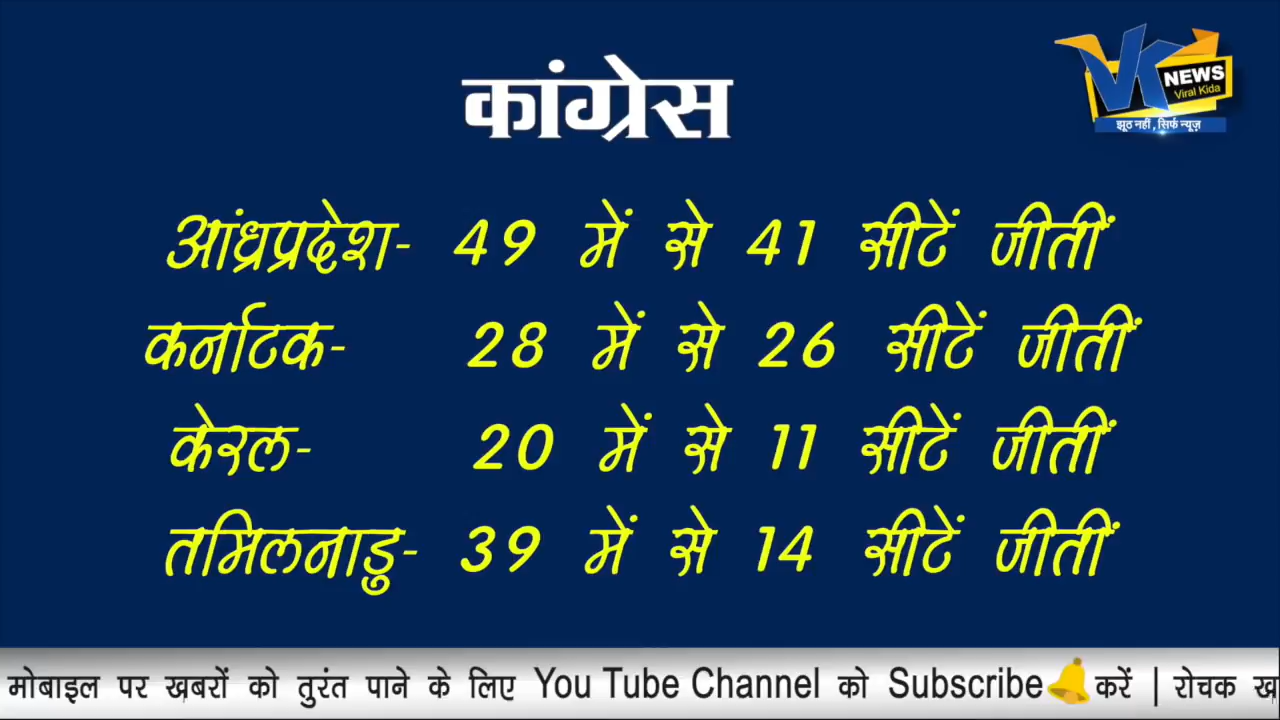 कांग्रेस
NEWS
Viral Kida
झूठ नहीं, सिर्फ न्यूज़
आंध्रप्रदेश- 49 में से 41 सीटें जीतीं
कर्नाटक- 28 में से 26 सीटें जीतीं
केरल- 20 में से 11 सीटें जीतीं
तमिलनाडु- 39 में से 14 सीटें जीतीं
मोबाइल पर ख़बरों को तुरंत पाने के लिए You Tube Channel को Subscribe करें | रोचक ख